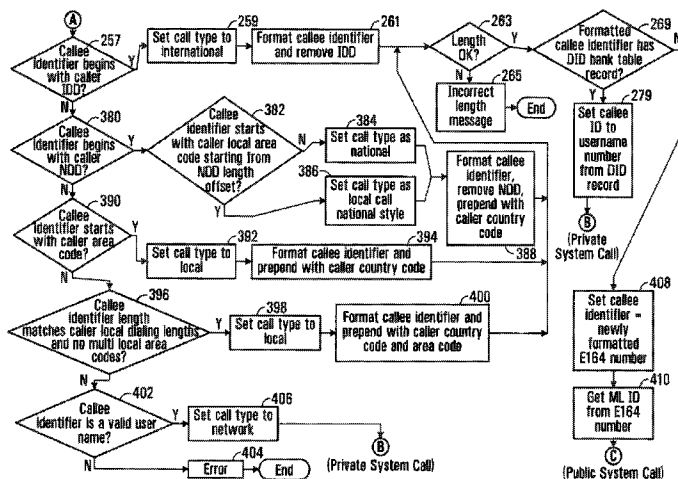 A
257
Callee
identifier begins
with caller
IDD?
Y
N
259
Set call type to
international
261
Format callee identifier
and remove IDD
263
Length
OK?
Y
N
265
Incorrect
length
message
End
269
Formatted
callee identifier has
DID bank table
record?
N
Y
279
Set callee
ID to
username
number
from DID
record
B
(Private
System Call)
380
Callee
identifier begins
with caller
NDD?
Y
N
382
Callee
identifier starts
with caller local area
code starting from
NDD length
offset?
N
Y
384
Set call type as
national
386
Set call type as
local call
national style
Format callee
identifier,
remove NDD,
prepend with
caller country
code
388
390
Callee
identifier starts
with caller area
code?
Y
N
392
Set call type to
local
394
Format callee identifier and
prepend with caller country code
396
Callee
identifier length
matches caller local dialing lengths
and no multi local area
codes?
Y
N
398
Set call type to
local
400
Format callee identifier and
prepend with caller country
code and area code
402
Callee
identifier is a valid user
name?
Y
N
406
Set call type to
network
B
(Private System Call)
404
Error
End
408
Set callee
identifier =
newly
formatted
E164 number
410
Get ML ID
from E164
number
C
(Public System Call)